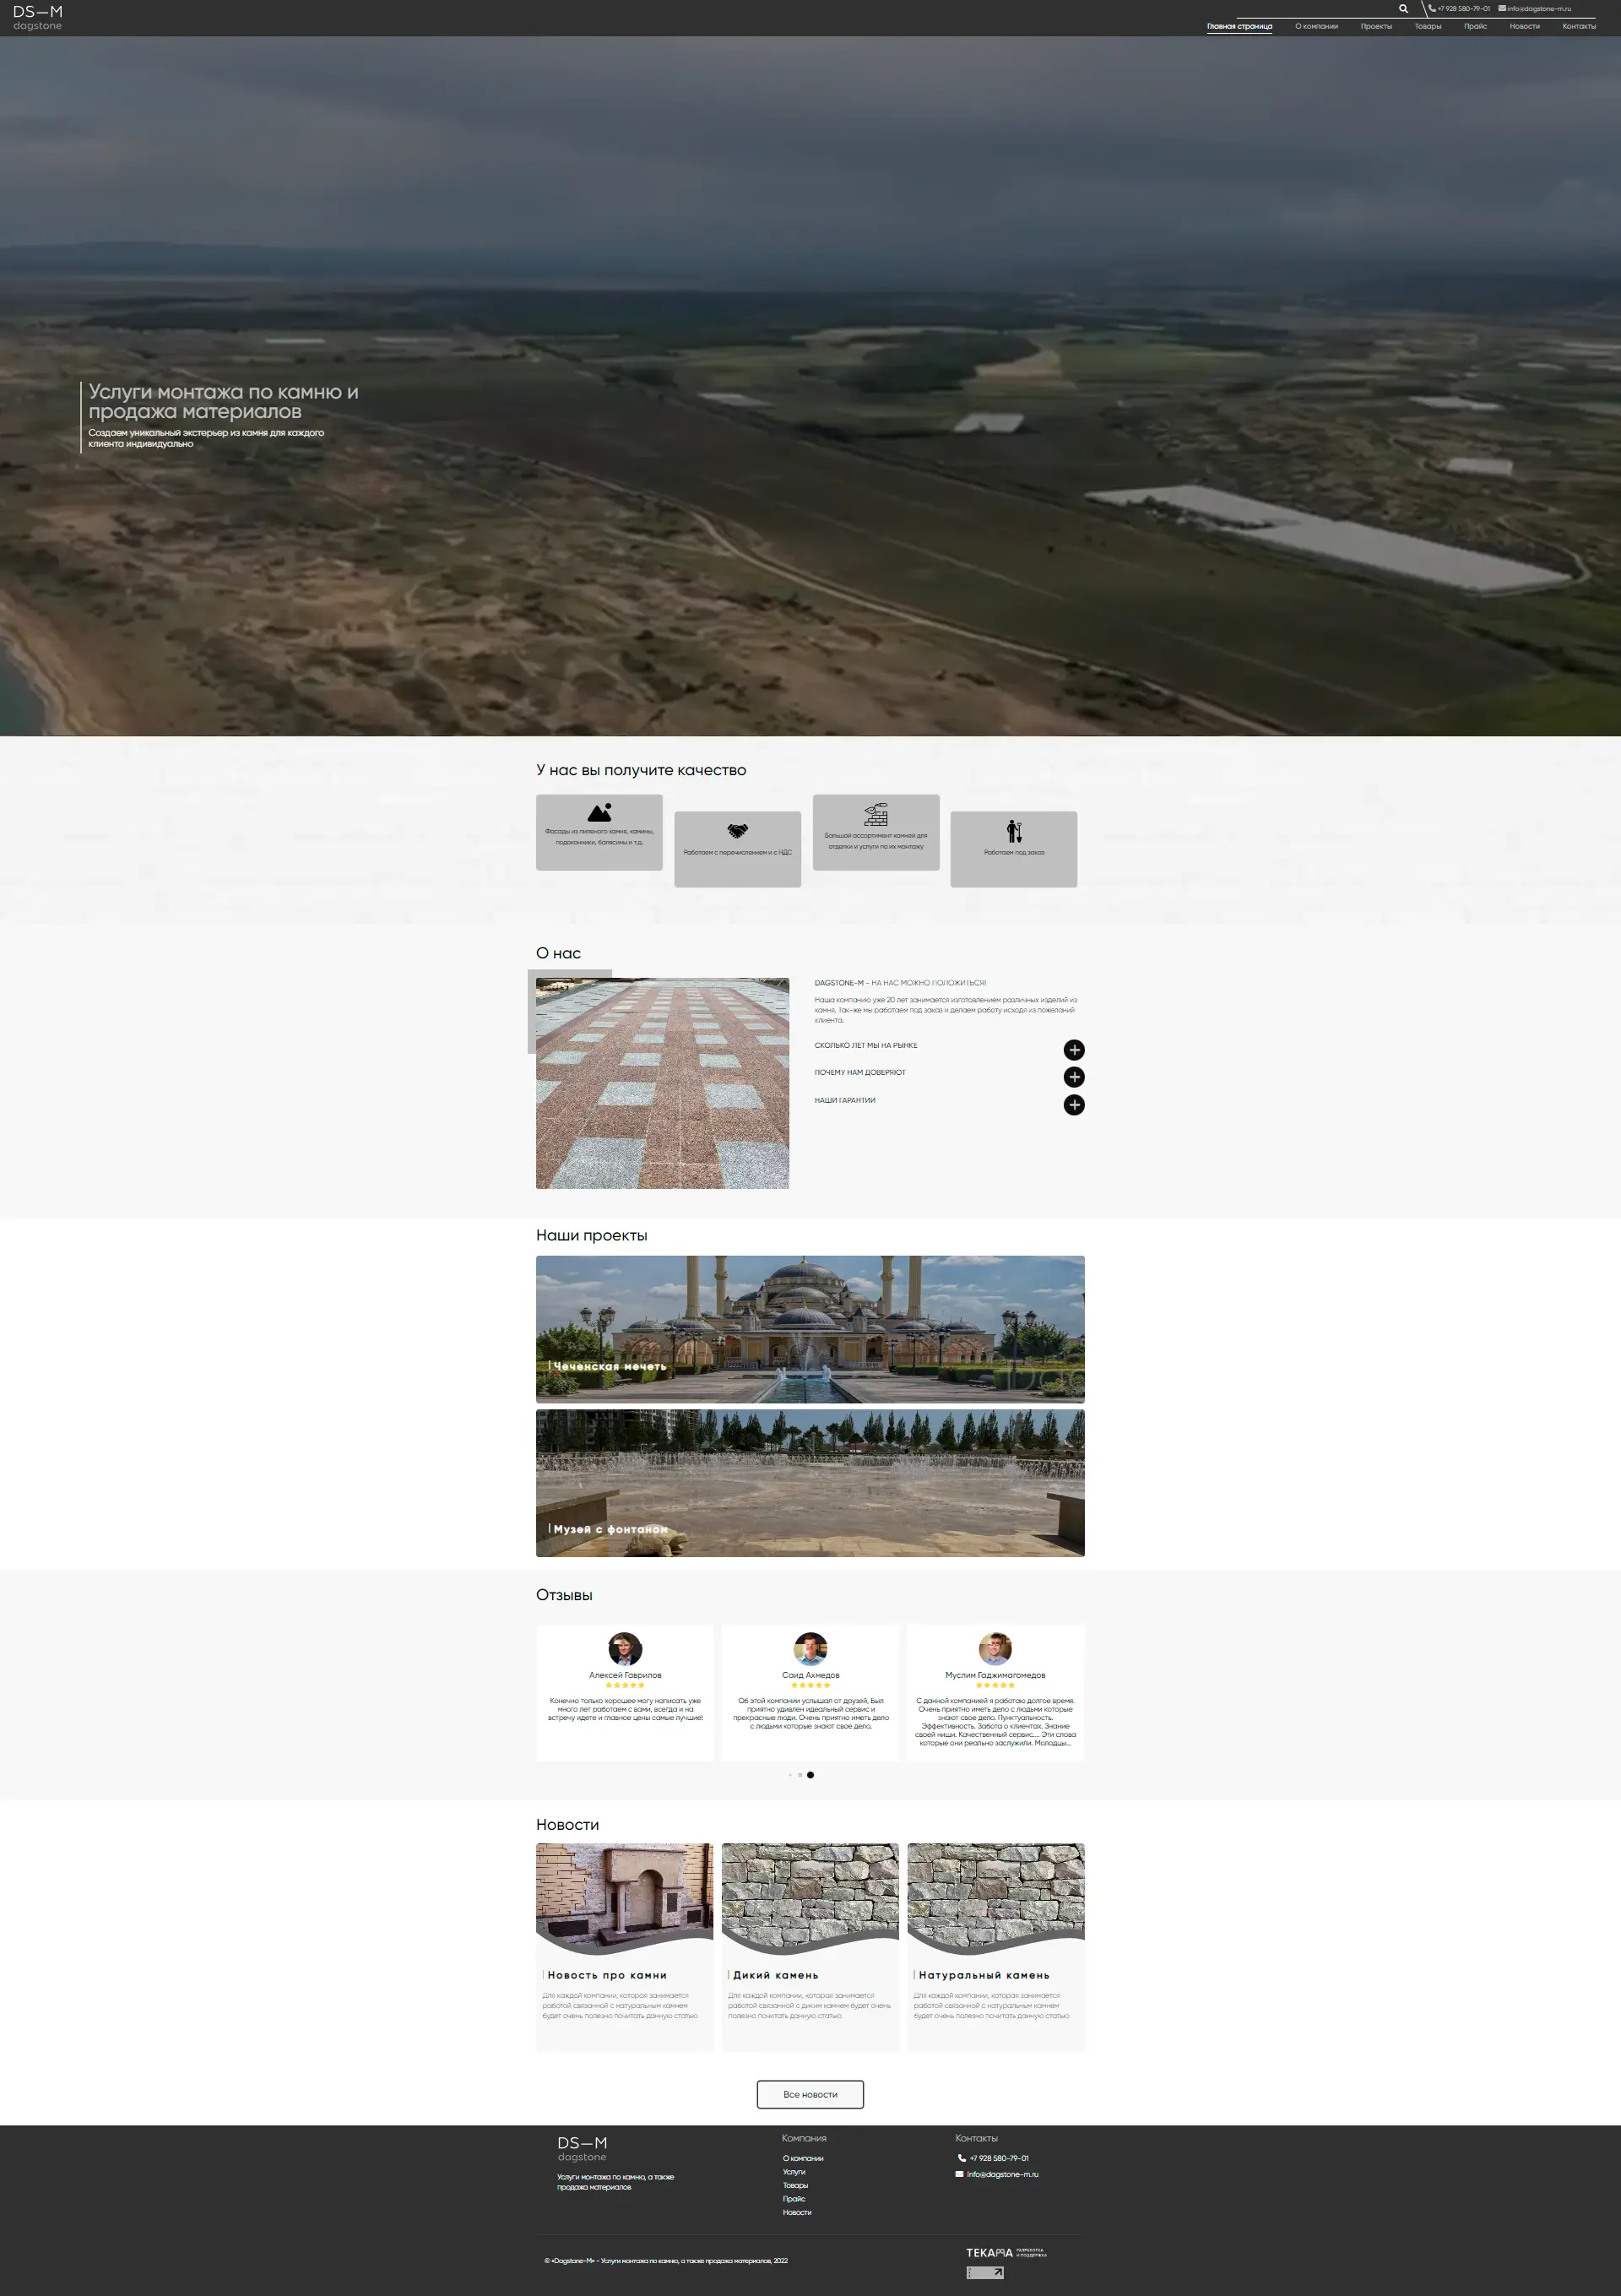 DS—M
dagstone
+7 928 580-79-01 info@dagstone-m.ru
Главная страница О компании Проекты Товары Прайс Новости Контакты
Услуги монтажа по камню и
продажа материалов
Создаем уникальный экстерьер из камня для каждого
клиента индивидуально
У нас вы получите качество
Фасады из пиленого камня, камины,
подоконники, балясины и т.д.
Работаем с перечислением и с НДС
Большой ассортимент камней для
отделки и услуги по их монтажу
Работаем под заказ
О нас
DAGSTONE-M - НА НАС МОЖНО ПОЛОЖИТЬСЯ!
Наша компанию уже 20 лет занимается изготовлением различных изделий из
камня. Так-же мы работаем под заказ и делаем работу исходя из пожеланий
клиента.
СКОЛЬКО ЛЕТ МЫ НА РЫНКЕ
ПОЧЕМУ НАМ ДОВЕРЯЮТ
НАШИ ГАРАНТИИ
Наши проекты
Чеченская мечеть
Музей с фонтаном
Отзывы
Алексей Гаврилов
Конечно только хорошее могу написать уже
много лет работаем с вами, всегда и на
встречу идете и главное цены самые лучшие!
Саид Ахмедов
Об этой компании услышал от друзей, Был
приятно удивлен идеальный сервис и
прекрасные люди. Очень приятно иметь дело
с людьми которые знают свое дело.
Муслим Гаджимагомедов
С данной компанией я работаю долгое время.
Очень приятно иметь дело с людьми которые
знают свое дело. Пунктуальность.
Эффективность. Забота о клиентах. Знание
своей ниши. Качественный сервис.... Эти слова
которые они реально заслужили. Молодцы...
Новости
Новость про камни
Для каждой компании, которая занимается
работой связанной с натуральным камнем
будет очень полезно почитать данную статью
Дикий камень
Для каждой компании, которая занимается
работой связанной с диким камнем будет очень
полезно почитать данную статью
Натуральный камень
Для каждой компании, которая занимается
работой связанной с натуральным камнем
будет очень полезно почитать данную статью
Все новости
DS—M
dagstone
Услуги монтажа по камню, а также
продажа материалов
Компания
О компании
Услуги
Товары
Прайс
Новости
Контакты
+7 928 580-79-01
info@dagstone-m.ru
© «Dagstone-M» - Услуги монтажа по камню, а также продажа материалов, 2022
ТЕКАМА РАЗРАБОТКА
И ПОДДЕРЖКА